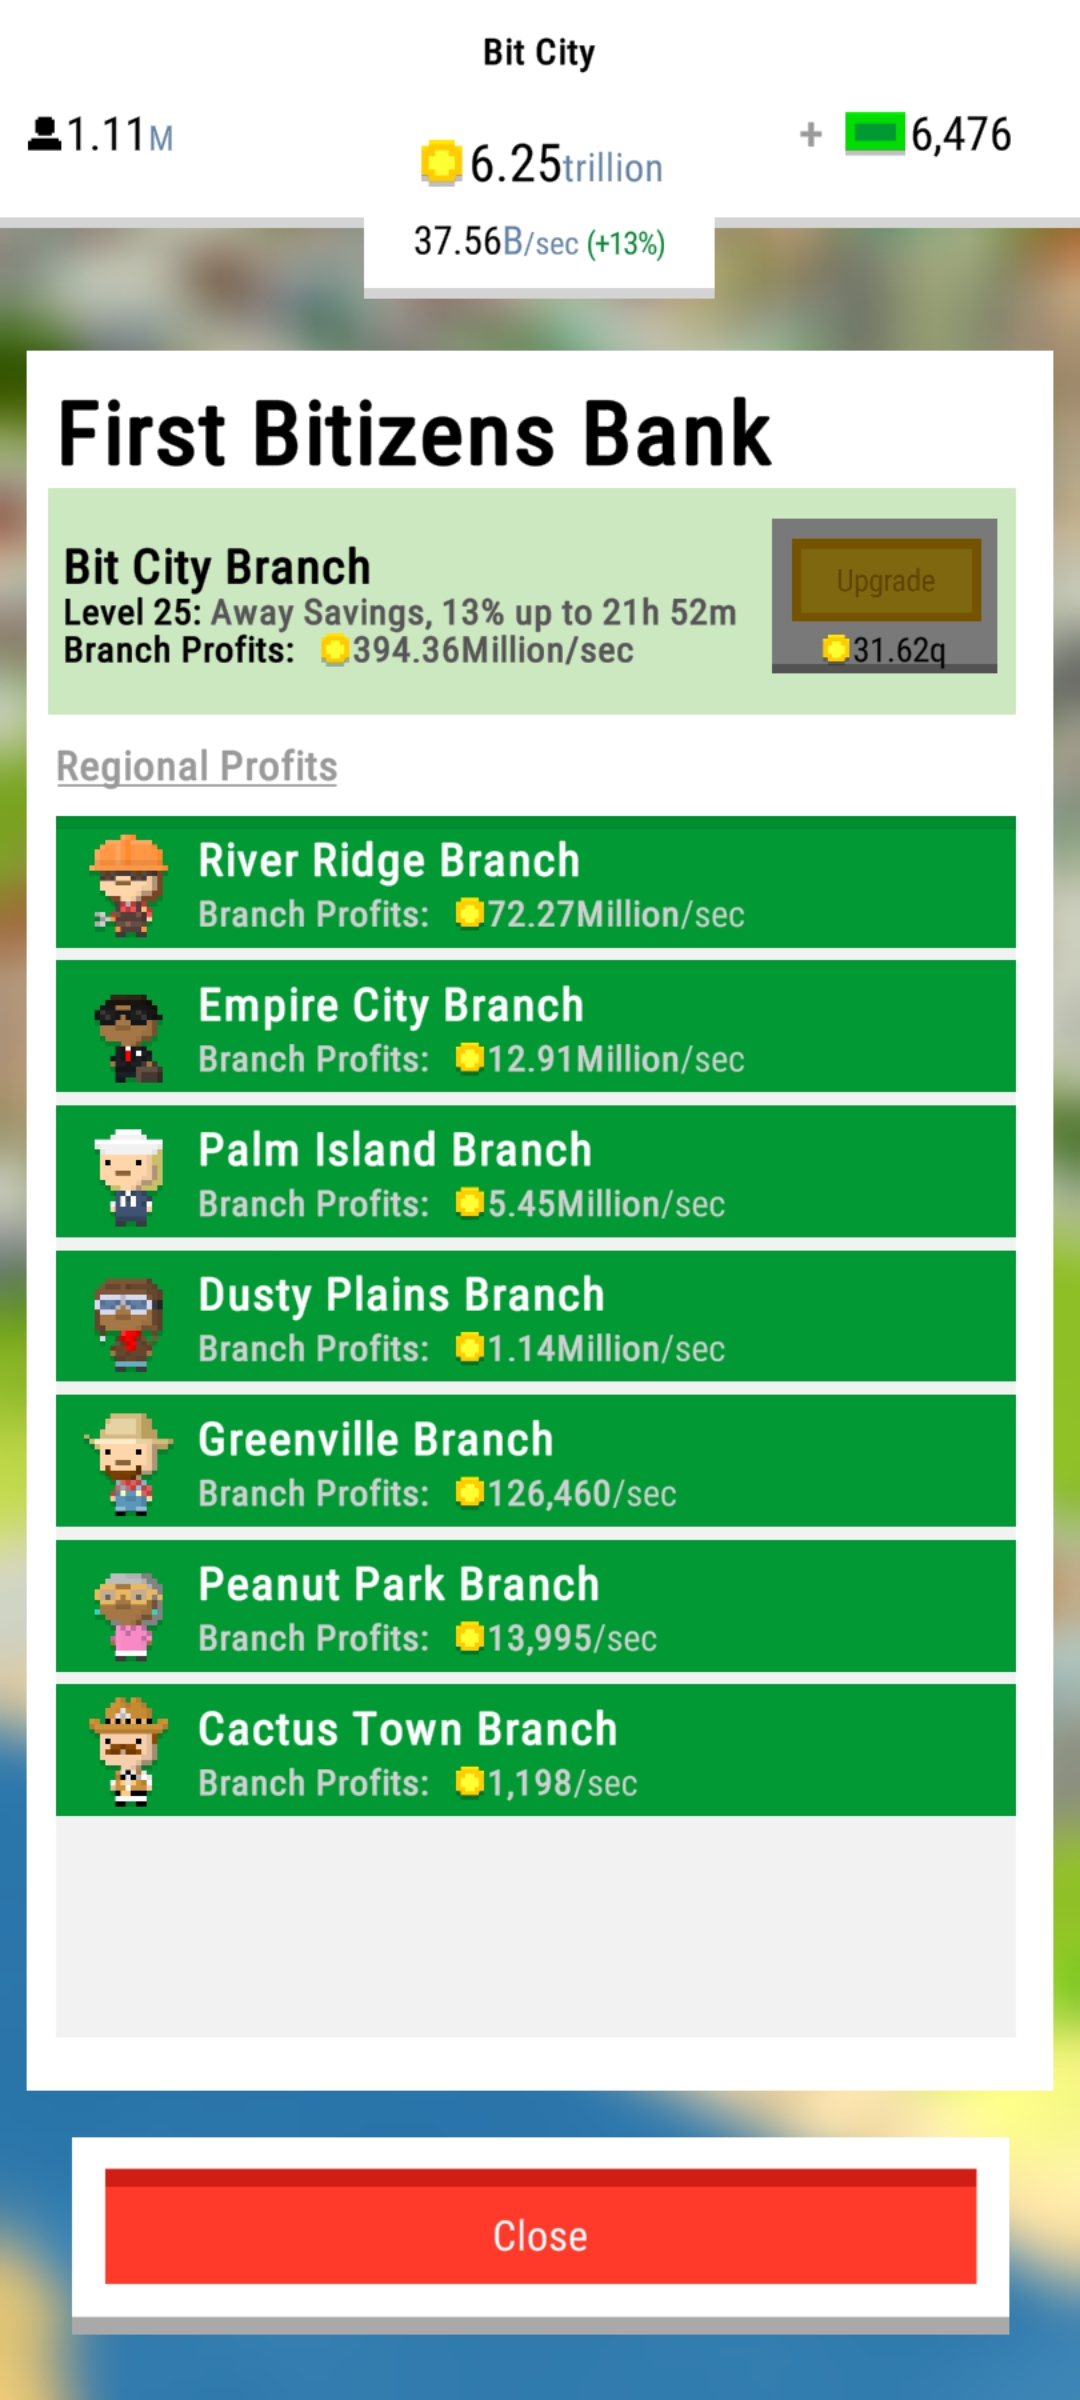 Bit City
1.11M
6.25trillion
+ 6,476
37.56B/sec (+13%)
First Bitizens Bank
Bit City Branch
Level 25: Away Savings, 13% up to 21h 52m
Branch Profits: 394.36Million/sec
Upgrade
31.62q
Regional Profits
River Ridge Branch
Branch Profits: 72.27Million/sec
Empire City Branch
Branch Profits: 12.91Million/sec
Palm Island Branch
Branch Profits: 5.45Million/sec
Dusty Plains Branch
Branch Profits: 1.14Million/sec
Greenville Branch
Branch Profits: 126,460/sec
Peanut Park Branch
Branch Profits: 13,995/sec
Cactus Town Branch
Branch Profits: 1,198/sec
Close